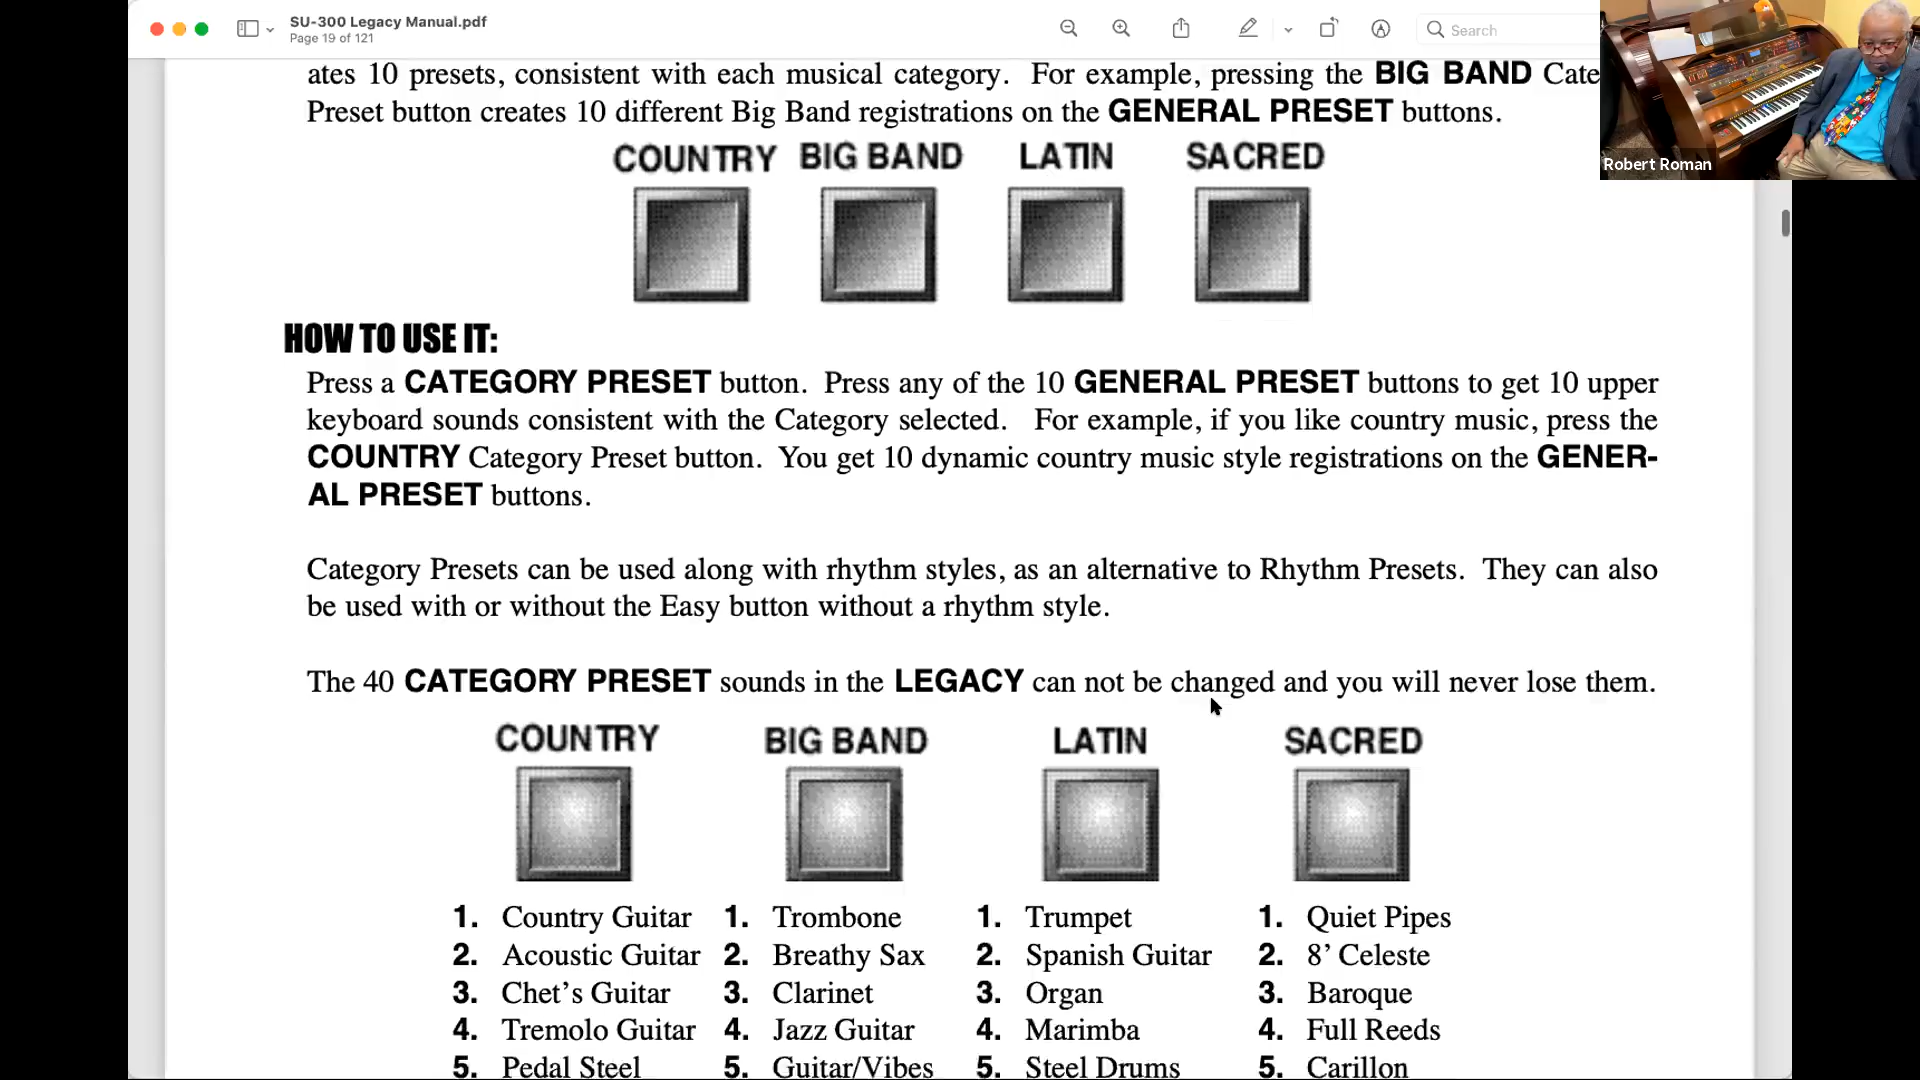 SU-300 Legacy Manual.pdf
Page 19 of 121
Search
Robert Roman
ates 10 presets, consistent with each musical category. For example, pressing the BIG BAND Cate
Preset button creates 10 different Big Band registrations on the GENERAL PRESET buttons.
COUNTRY BIG BAND LATIN SACRED
HOW TO USE IT:
Press a CATEGORY PRESET button. Press any of the 10 GENERAL PRESET buttons to get 10 upper
keyboard sounds consistent with the Category selected. For example, if you like country music, press the
COUNTRY Category Preset button. You get 10 dynamic country music style registrations on the GENER-
AL PRESET buttons.
Category Presets can be used along with rhythm styles, as an alternative to Rhythm Presets. They can also
be used with or without the Easy button without a rhythm style.
The 40 CATEGORY PRESET sounds in the LEGACY can not be changed and you will never lose them.
COUNTRY BIG BAND LATIN SACRED
1. Country Guitar 1. Trombone 1. Trumpet 1. Quiet Pipes
2. Acoustic Guitar 2. Breathy Sax 2. Spanish Guitar 2. 8’ Celeste
3. Chet’s Guitar 3. Clarinet 3. Organ 3. Baroque
4. Tremolo Guitar 4. Jazz Guitar 4. Marimba 4. Full Reeds
5. Pedal Steel 5. Guitar/Vibes 5. Steel Drums 5. Carillon